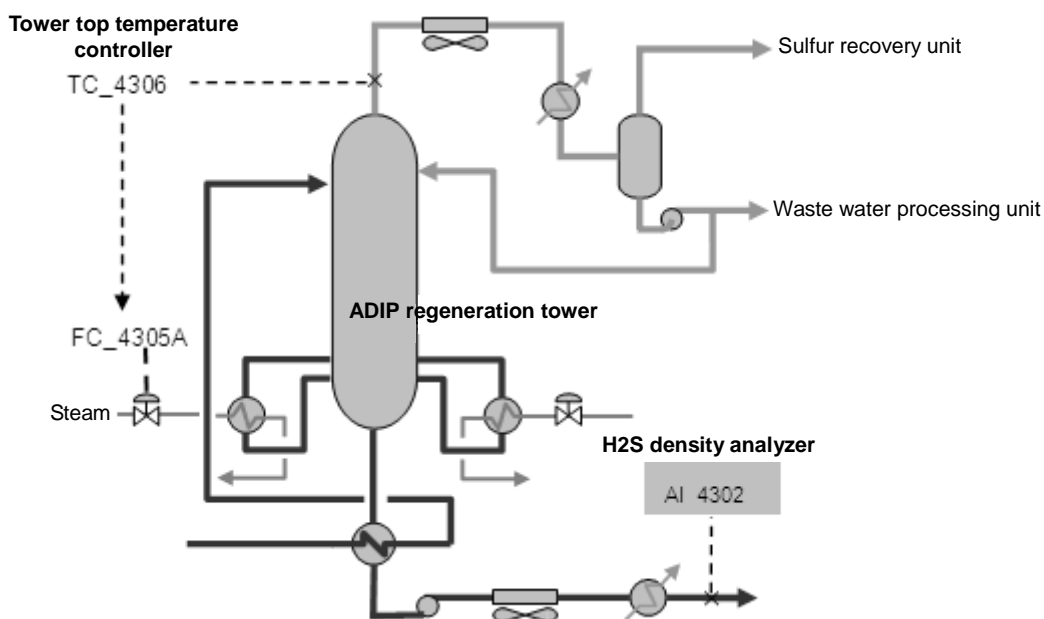 Tower top temperature
controller
TC_4306
Sulfur recovery unit
Waste water processing unit
ADIP regeneration tower
FC_4305A
Steam
H2S density analyzer
AI 4302